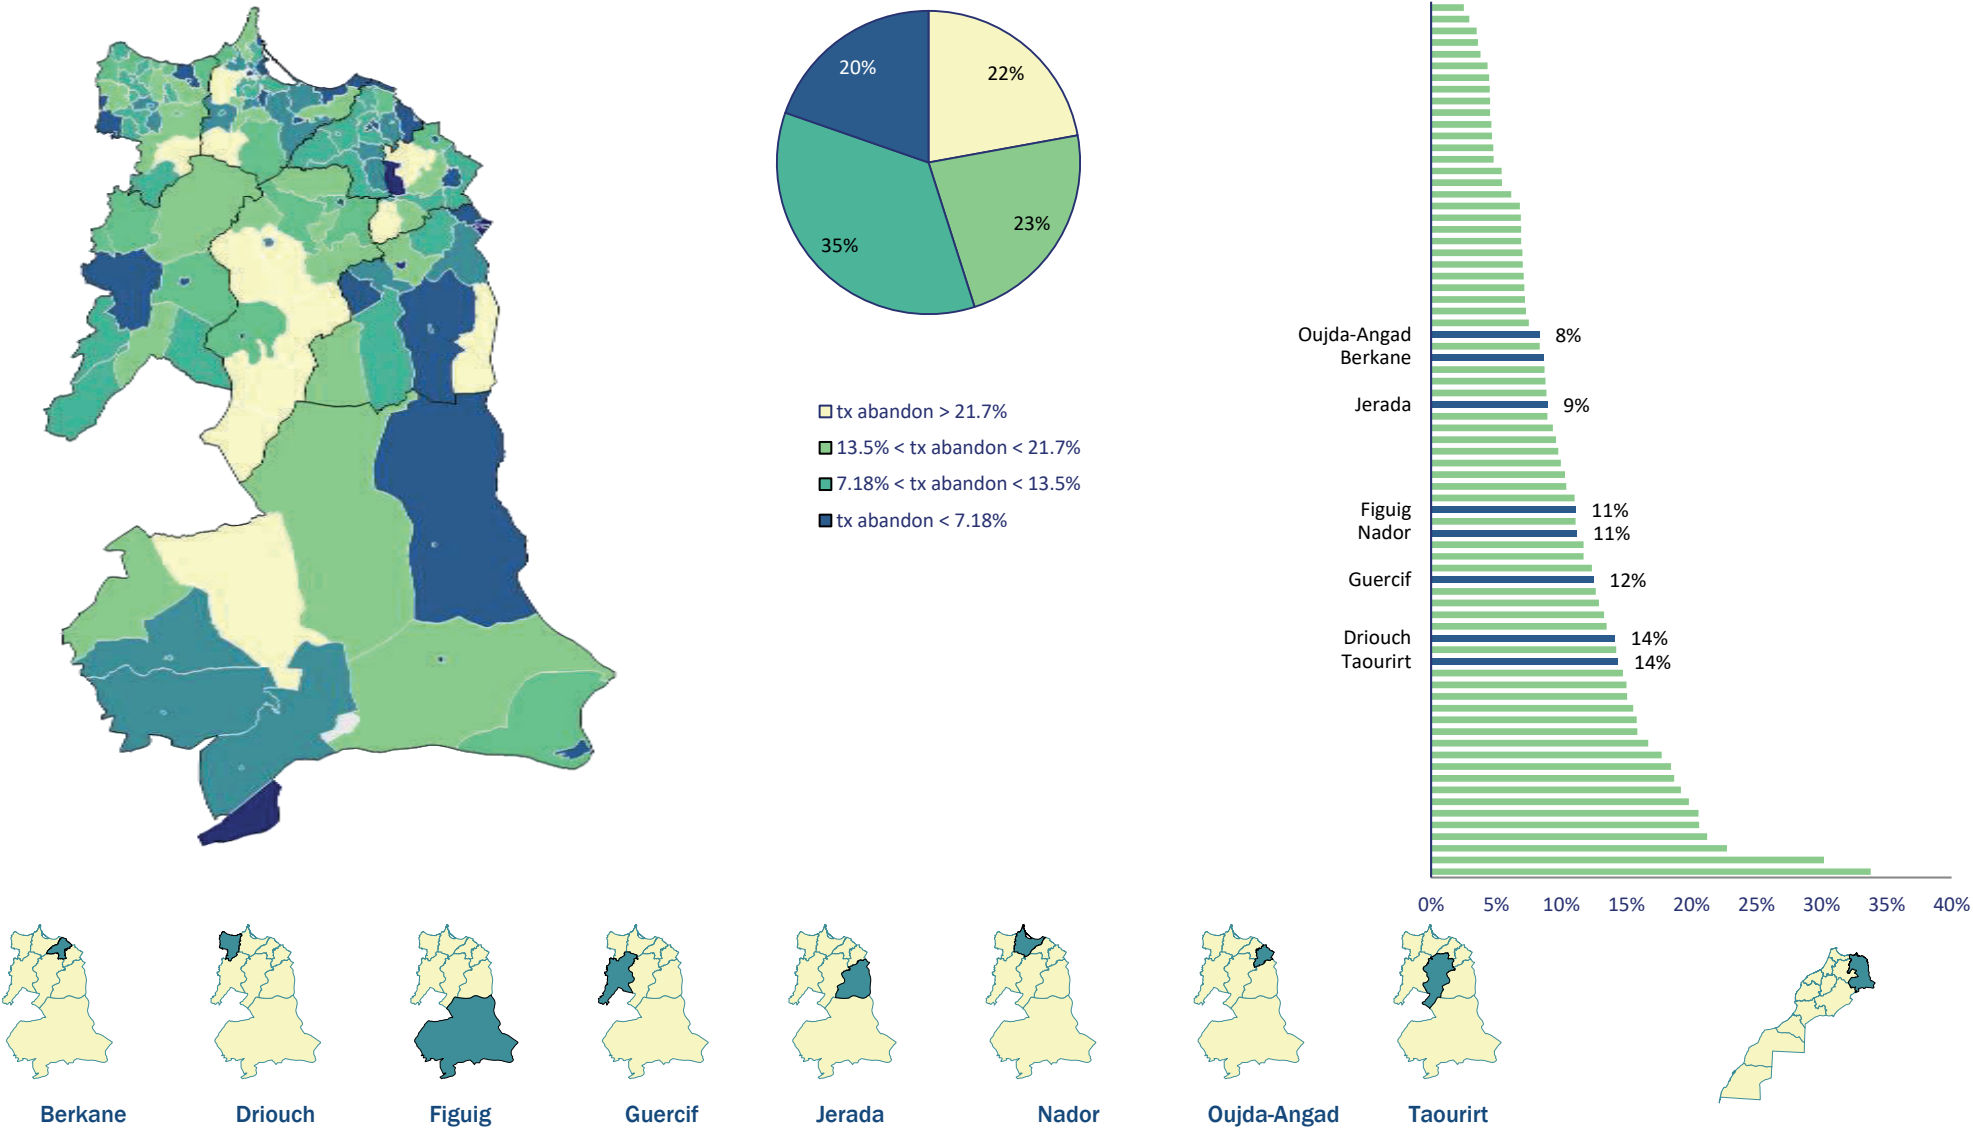 20%
22%
35%
23%
tx abandon > 21.7%
13.5% < tx abandon < 21.7%
7.18% < tx abandon < 13.5%
tx abandon < 7.18%
Oujda-Angad 8%
Berkane
Jerada 9%
Figuig 11%
Nador 11%
Guercif 12%
Driouch 14%
Taourirt 14%
0% 5% 10% 15% 20% 25% 30% 35% 40%
Berkane Driouch Figuig Guercif Jerada Nador Oujda-Angad Taourirt